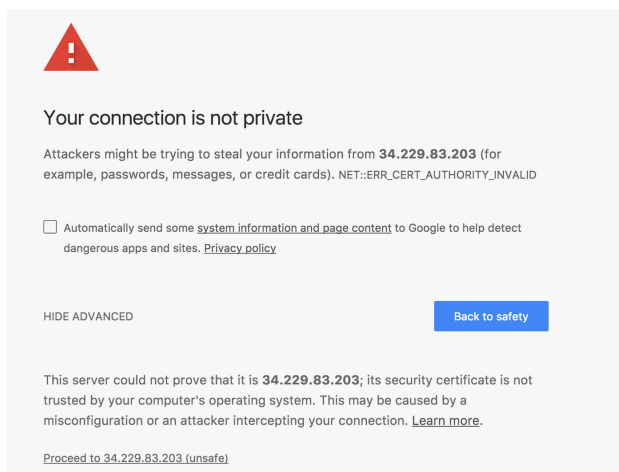 Your connection is not private
Attackers might be trying to steal your information from 34.229.83.203 (for
example, passwords, messages, or credit cards). NET::ERR_CERT_AUTHORITY_INVALID
Automatically send some system information and page content to Google to help detect
dangerous apps and sites. Privacy policy
HIDE ADVANCED
Back to safety
This server could not prove that it is 34.229.83.203; its security certificate is not
trusted by your computer's operating system. This may be caused by a
misconfiguration or an attacker intercepting your connection. Learn more.
Proceed to 34.229.83.203 (unsafe)